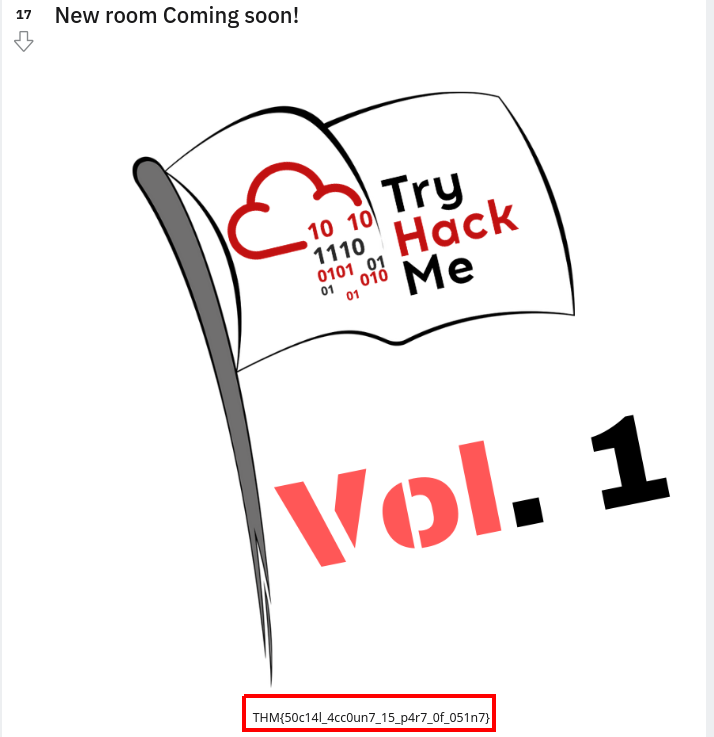 17
New room Coming soon!
Try
Hack
Me
10 10
1110
01
0101
010
01
01
Vol. 1
THM{50c14l_4cc0un7_15_p4r7_0f_051n7}